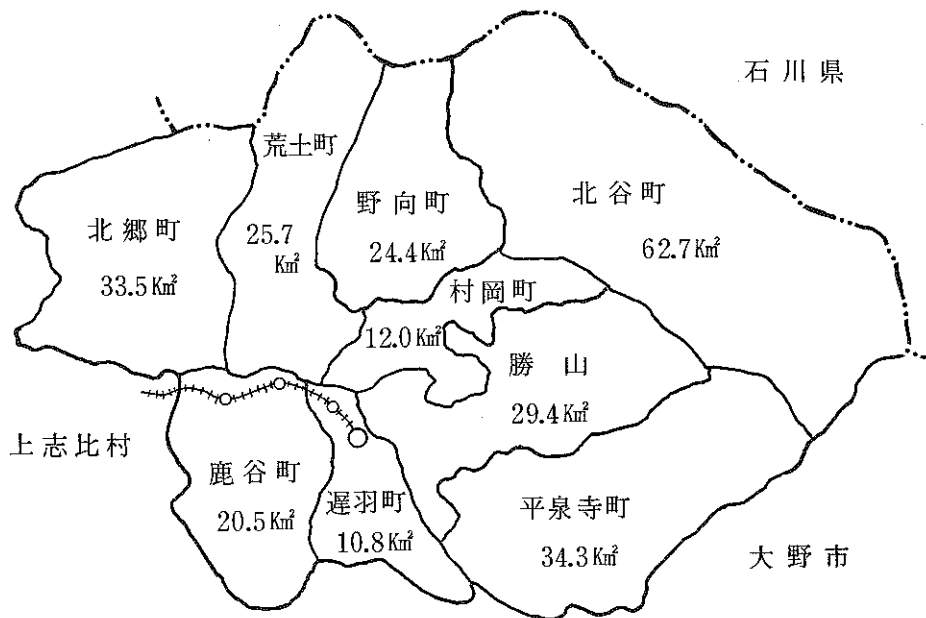 石川県
荒土町
25.7
K㎡
野向町
24.4K㎡
北谷町
62.7K㎡
北郷町
33.5K㎡
村岡町
12.0K㎡
勝山
29.4K㎡
上志比村
鹿谷町
20.5K㎡
遅羽町
10.8K㎡
平泉寺町
34.3K㎡
大野市